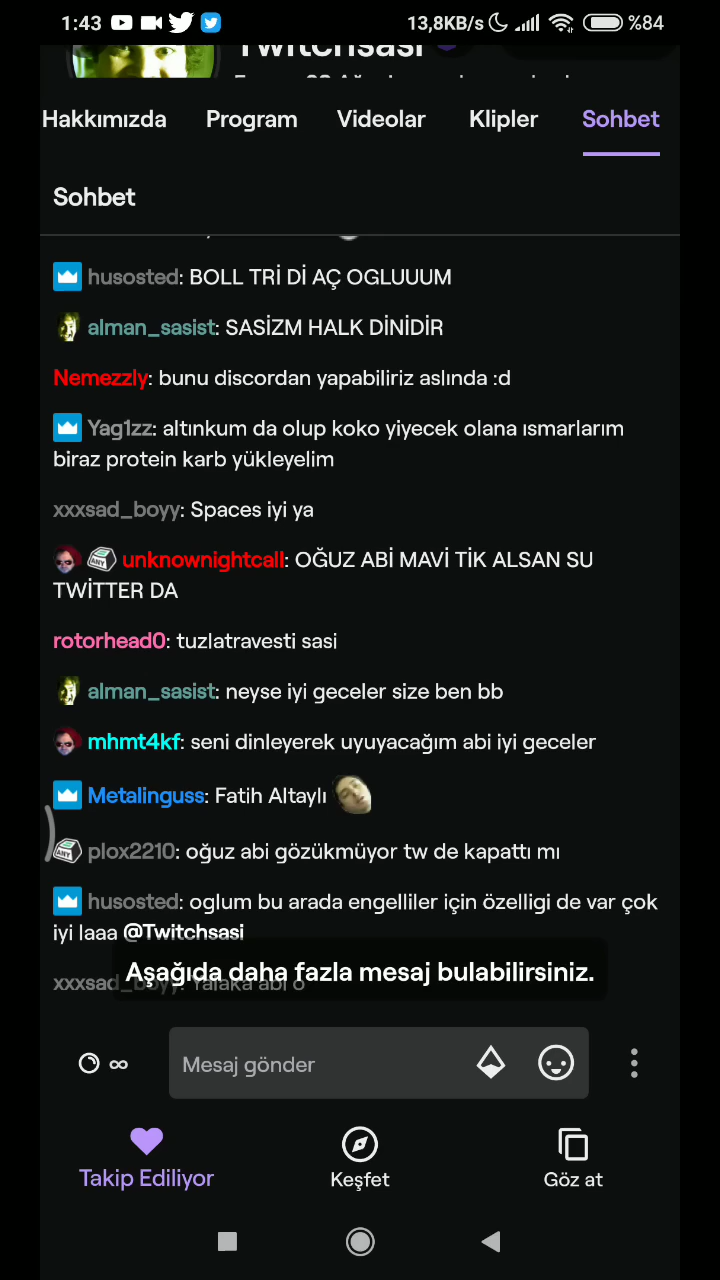 1:43 13,8KB/s %84
Twitchsasi
Hakkımızda Program Videolar Klipler Sohbet
Sohbet
husosted: BOLL TRİ Dİ AÇ OGLUUUM
alman_sasist: SASİZM HALK DİNİDİR
Nemezzly: bunu discordan yapabiliriz aslında :d
Yag1zz: altınkum da olup koko yiyecek olana ısmarlarım
biraz protein karb yükleyelim
xxxsad_boyy: Spaces iyi ya
ANY unknownightcall: OĞUZ ABİ MAVİ TİK ALSAN SU
TWİTTER DA
rotorhead0: tuzlatravesti sasi
alman_sasist: neyse iyi geceler size ben bb
mhmt4kf: seni dinleyerek uyuyacağım abi iyi geceler
Metalinguss: Fatih Altaylı
ANY plox2210: oğuz abi gözükmüyor tw de kapattı mı
husosted: oglum bu arada engelliler için özelligi de var çok
iyi laaa @Twitchsasi
Aşağıda daha fazla mesaj bulabilirsiniz.
xxxsad_boyy: Yalaka abi o
∞ Mesaj gönder
Takip Ediliyor Keşfet Göz at